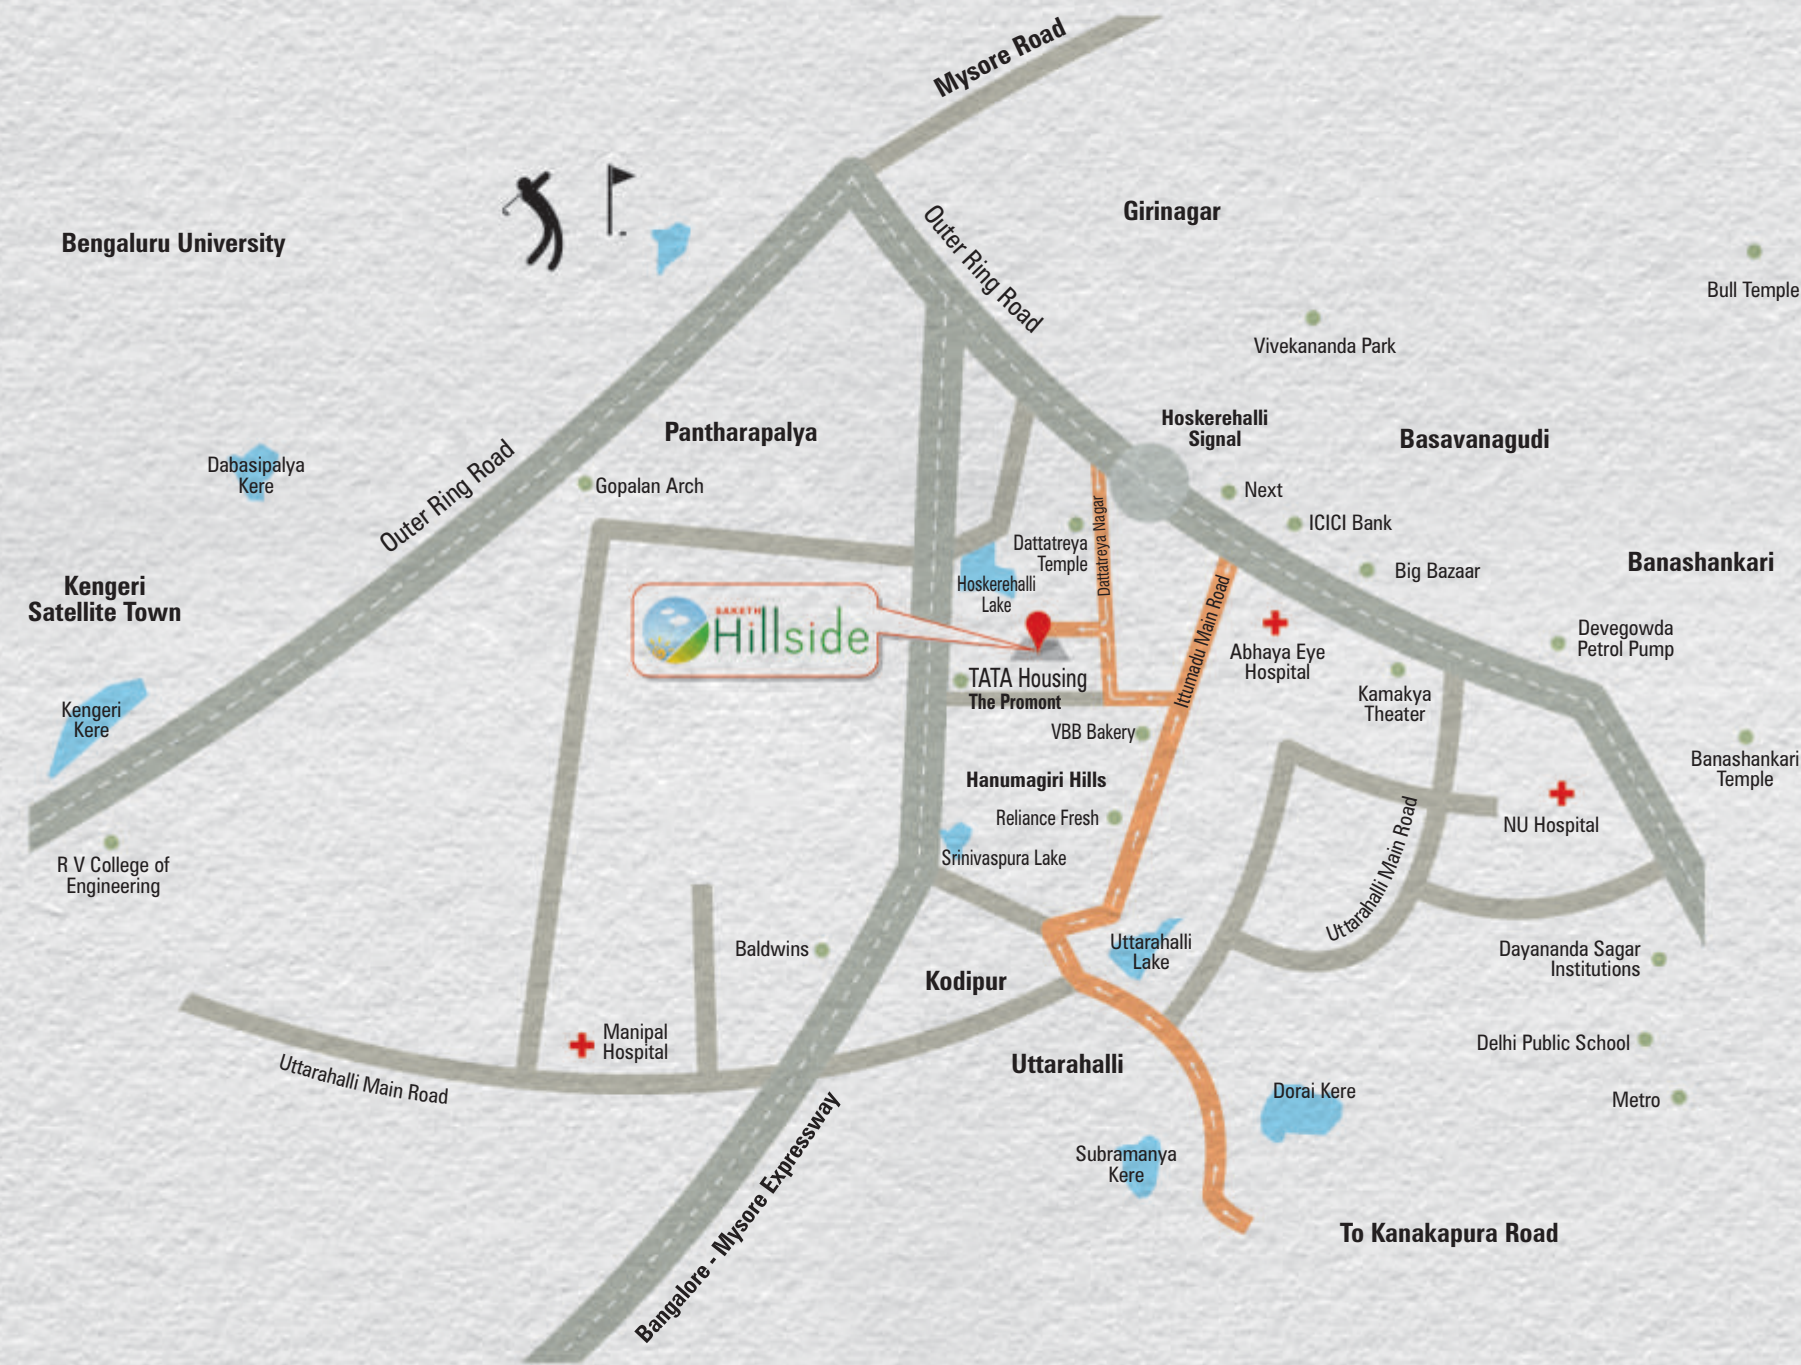 Mysore Road
Girinagar
Bengaluru University
Outer Ring Road
Bull Temple
Vivekananda Park
Pantharapalya
Hoskerehalli
Signal
Basavanagudi
Dabasipalya
Kere
Outer Ring Road
Gopalan Arch
Next
ICICI Bank
Dattatreya
Temple
Dattatreya Nagar
Banashankari
Big Bazaar
Kengeri
Satellite Town
SAKETH
Hillside
Hoskerehalli
Lake
Ittumadu Main Road
Abhaya Eye
Hospital
Devegowda
Petrol Pump
TATA Housing
The Promont
Kamakya
Theater
Kengeri
Kere
VBB Bakery
Banashankari
Temple
Hanumagiri Hills
Reliance Fresh
NU Hospital
Srinivaspura Lake
Uttarahalli Main Road
R V College of
Engineering
Baldwins
Uttarahalli
Lake
Dayananda Sagar
Institutions
Kodipur
Manipal
Hospital
Delhi Public School
Uttarahalli Main Road
Uttarahalli
Dorai Kere
Metro
Bangalore - Mysore Expressway
Subramanya
Kere
To Kanakapura Road